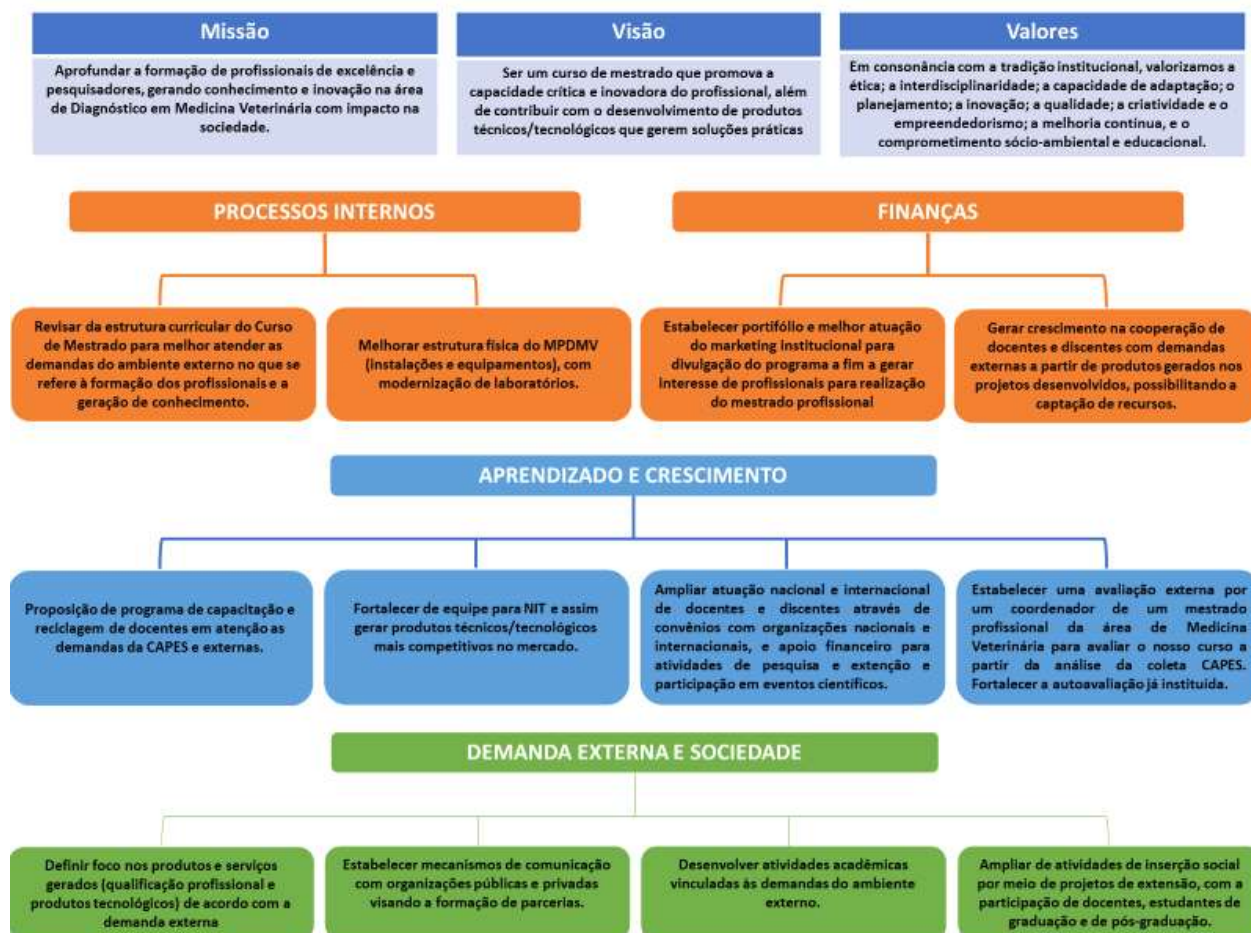 Missão
Aprofundar a formação de profissionais de excelência e
pesquisadores, gerando conhecimento e inovação na área
de Diagnóstico em Medicina Veterinária com impacto na
sociedade.
Visão
Ser um curso de mestrado que promova a
capacidade crítica e inovadora do profissional, além
de contribuir com o desenvolvimento de produtos
técnicos/tecnológicos que gerem soluções práticas
Valores
Em consonância com a tradição institucional, valorizamos a
ética; a interdisciplinaridade; a capacidade de adaptação; o
planejamento; a inovação; a qualidade; a criatividade e o
empreendedorismo; a melhoria contínua, e o
comprometimento sócio-ambiental e educacional.
PROCESSOS INTERNOS
Revisar da estrutura curricular do Curso
de Mestrado para melhor atender as
demandas do ambiente externo no que se
refere à formação dos profissionais e a
geração de conhecimento.
Melhorar estrutura física do MPDMV
(instalações e equipamentos), com
modernização de laboratórios.
FINANÇAS
Estabelecer portifólio e melhor atuação
do marketing institucional para
divulgação do programa a fim a gerar
interesse de profissionais para realização
do mestrado profissional
Gerar crescimento na cooperação de
docentes e discentes com demandas
externas a partir de produtos gerados nos
projetos desenvolvidos, possibilitando a
captação de recursos.
APRENDIZADO E CRESCIMENTO
Proposição de programa de capacitação e
reciclagem de docentes em atenção as
demandas da CAPES e externas.
Fortalecer de equipe para NIT e assim
gerar produtos técnicos/tecnológicos
mais competitivos no mercado.
Ampliar atuação nacional e internacional
de docentes e discentes através de
convênios com organizações nacionais e
internacionais, e apoio financeiro para
atividades de pesquisa e extenção e
participação em eventos científicos.
Estabelecer uma avaliação externa por
um coordenador de um mestrado
profissional da área de Medicina
Veterinária para avaliar o nosso curso a
partir da análise da coleta CAPES.
Fortalecer a autoavaliação já instituída.
DEMANDA EXTERNA E SOCIEDADE
Definir foco nos produtos e serviços
gerados (qualificação profissional e
produtos tecnológicos) de acordo com a
demanda externa
Estabelecer mecanismos de comunicação
com organizações públicas e privadas
visando a formação de parcerias.
Desenvolver atividades acadêmicas
vinculadas às demandas do ambiente
externo.
Ampliar de atividades de inserção social
por meio de projetos de extensão, com a
participação de docentes, estudantes de
graduação e de pós-graduação.